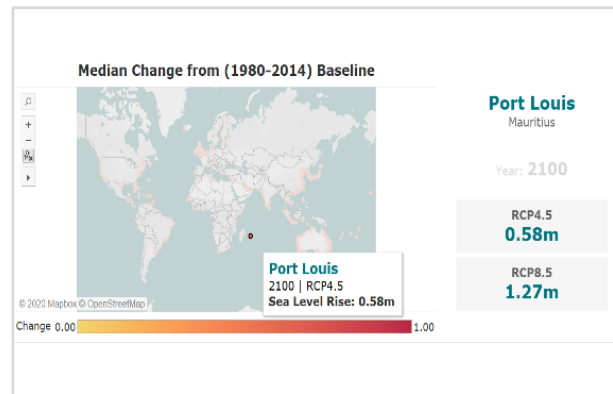 Median Change from (1980-2014) Baseline
Port Louis
Mauritius
Year: 2100
RCP4.5
0.58m
RCP8.5
1.27m
Port Louis
2100 | RCP4.5
Sea Level Rise: 0.58m
© 2020 Mapbox © OpenStreetMap
Change 0.00
1.00